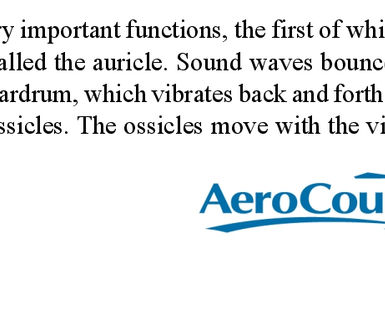 ry important functions, the first of whi
alled the auricle. Sound waves bounc
ardrum, which vibrates back and forth
ssicles. The ossicles move with the vi
AeroCou